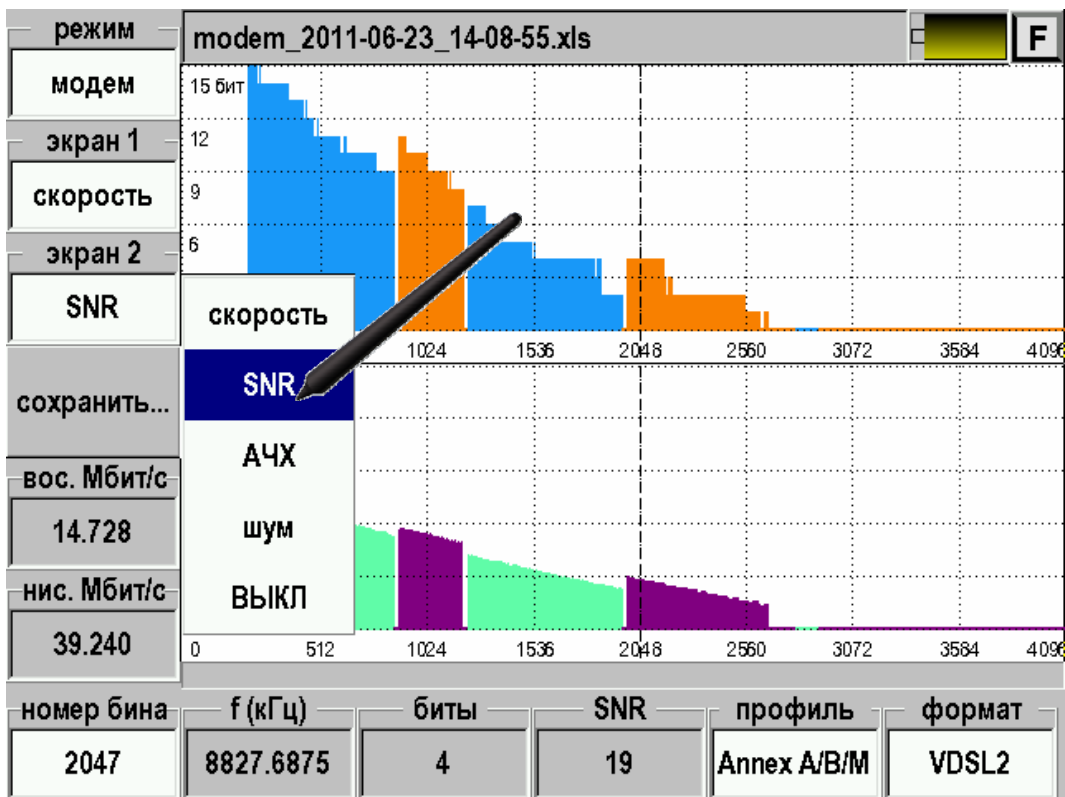 режим
модем
экран 1
скорость
экран 2
SNR
сохранить...
вос. Мбит/с
14.728
нис. Мбит/с
39.240
modem_2011-06-23_14-08-55.xls
F
15 бит
12
9
6
1024 1536 2048 2560 3072 3584 4096
скорость
SNR
АЧХ
шум
ВЫКЛ
0 512 1024 1536 2048 2560 3072 3584 4096
номер бина
2047
f (кГц)
8827.6875
биты
4
SNR
19
профиль
Annex A/B/M
формат
VDSL2